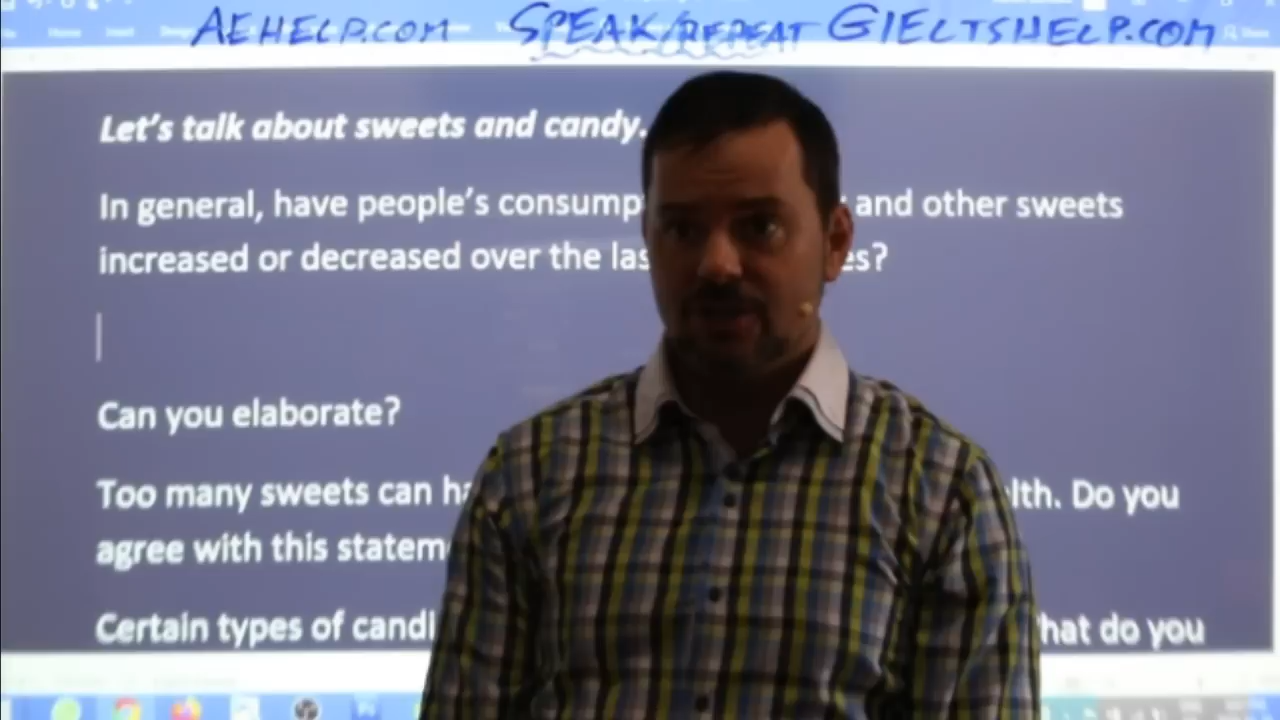 AEHELP.COM SPEAK/REPEAT GIELTSHELP.COM
Let's talk about sweets and candy.
In general, have people's consump and other sweets
increased or decreased over the las es?
Can you elaborate?
Too many sweets can ha lth. Do you
agree with this statem
Certain types of candi hat do you